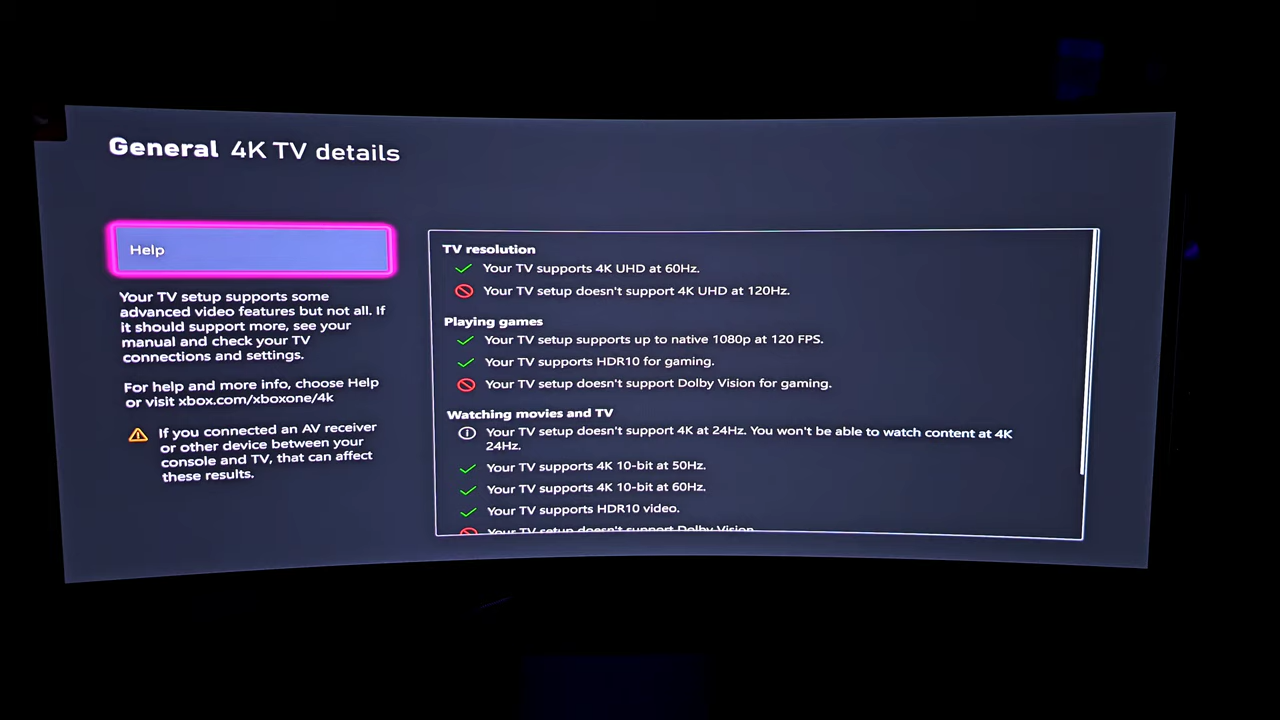 General 4K TV details
Help
Your TV setup supports some
advanced video features but not all. If
it should support more, see your
manual and check your TV
connections and settings.
For help and more info, choose Help
or visit xbox.com/xboxone/4k
If you connected an AV receiver
or other device between your
console and TV, that can affect
these results.
TV resolution
Your TV supports 4K UHD at 60Hz.
Your TV setup doesn't support 4K UHD at 120Hz.
Playing games
Your TV setup supports up to native 1080p at 120 FPS.
Your TV supports HDR10 for gaming.
Your TV setup doesn't support Dolby Vision for gaming.
Watching movies and TV
Your TV setup doesn't support 4K at 24Hz. You won't be able to watch content at 4K
24Hz.
Your TV supports 4K 10-bit at 50Hz.
Your TV supports 4K 10-bit at 60Hz.
Your TV supports HDR10 video.
Your TV setup doesn't support Dolby Vision